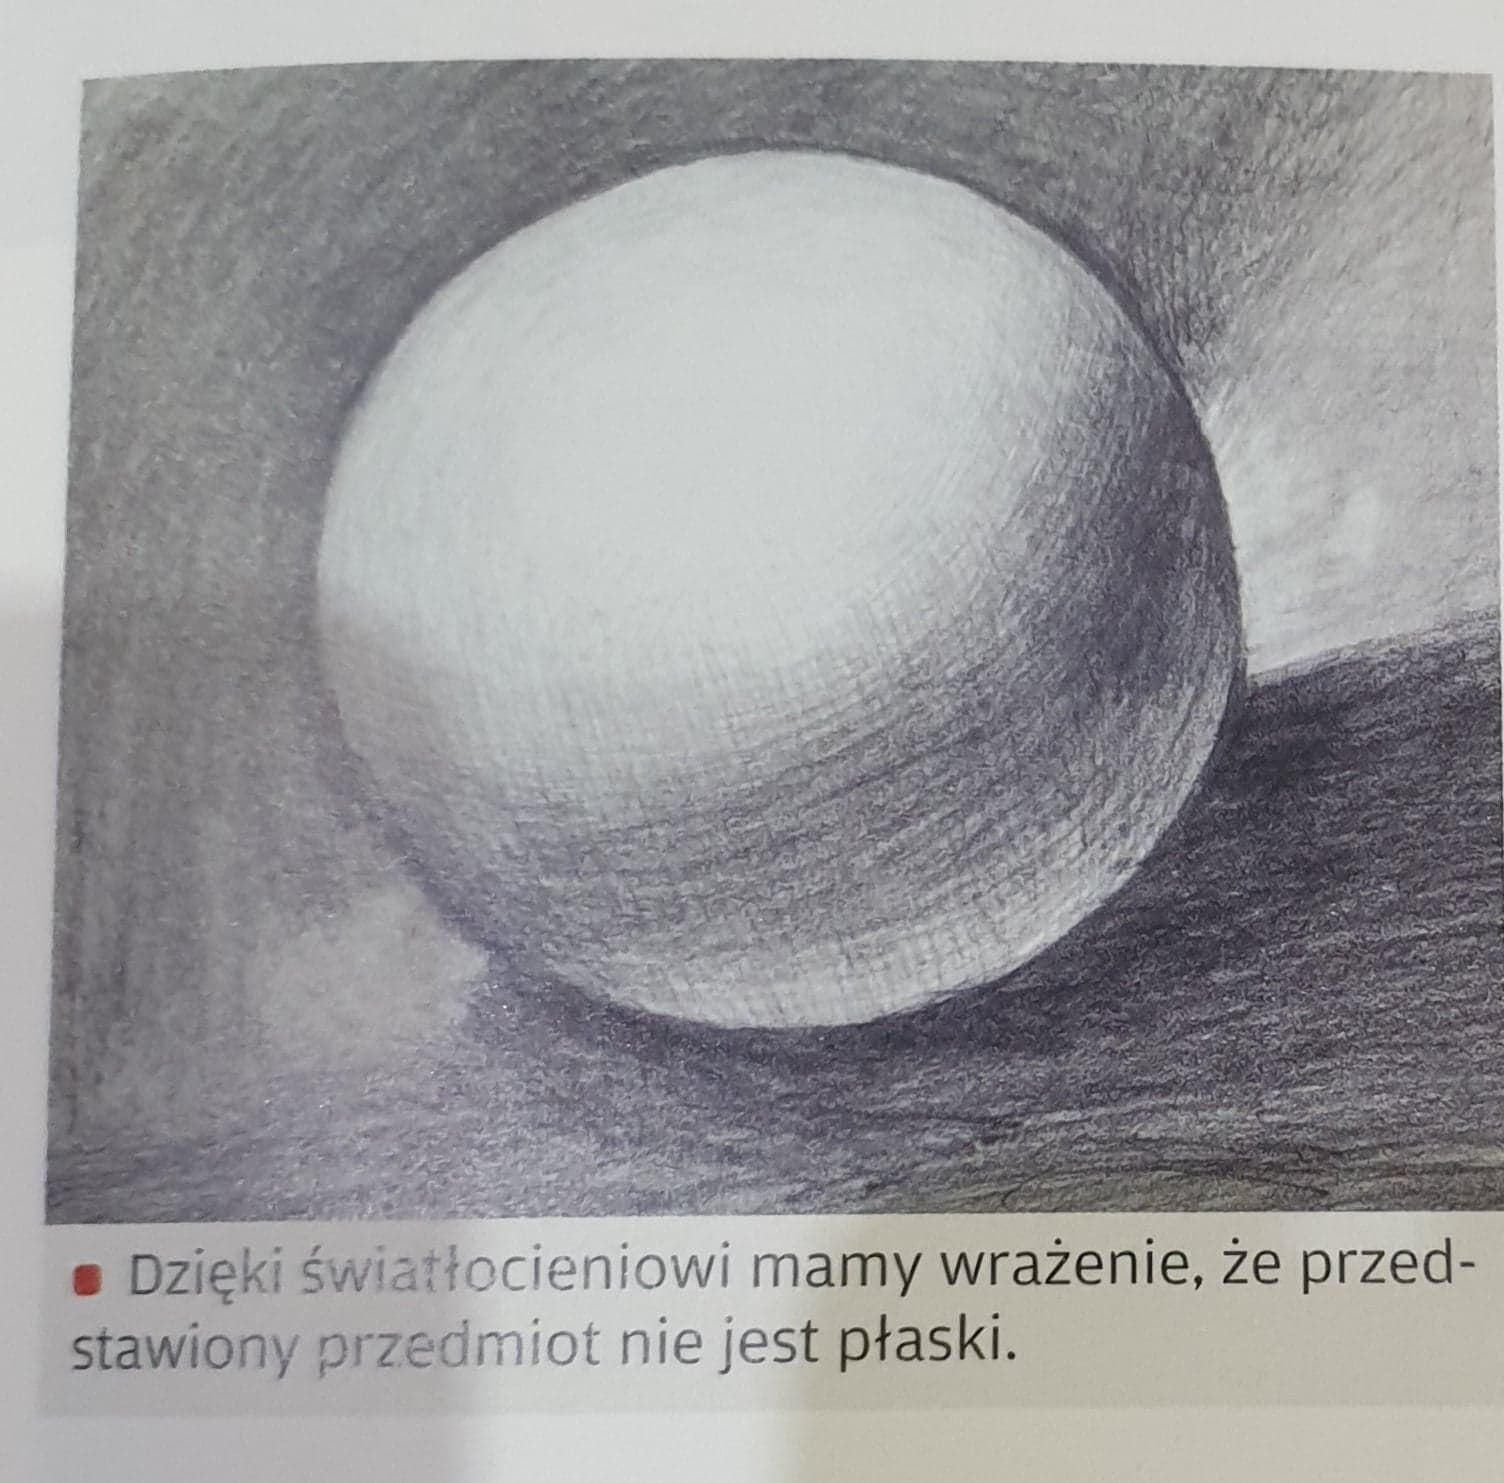 Dzięki światłocieniowi mamy wrażenie, że przed-
stawiony przedmiot nie jest płaski.